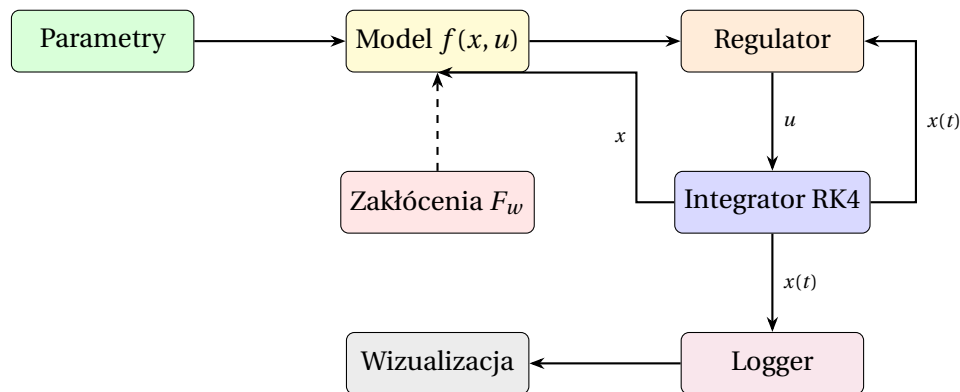 Parametry
Model f(x, u)
Regulator
x
u
x(t)
Zakłócenia F_w
Integrator RK4
x(t)
Wizualizacja
Logger